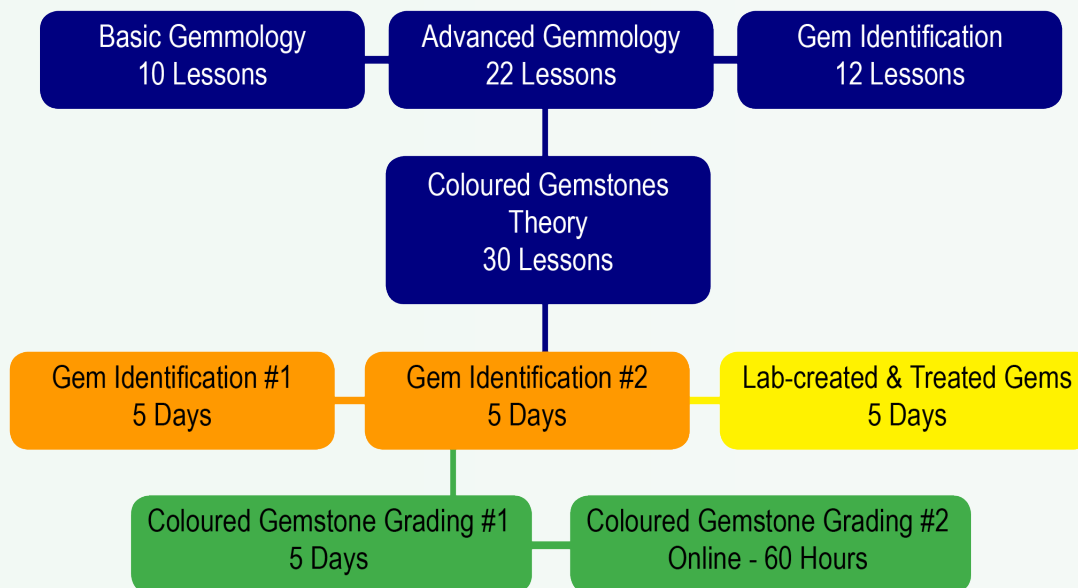 Basic Gemmology
10 Lessons
Advanced Gemmology
22 Lessons
Gem Identification
12 Lessons
Coloured Gemstones
Theory
30 Lessons
Gem Identification #1
5 Days
Gem Identification #2
5 Days
Lab-created & Treated Gems
5 Days
Coloured Gemstone Grading #1
5 Days
Coloured Gemstone Grading #2
Online - 60 Hours